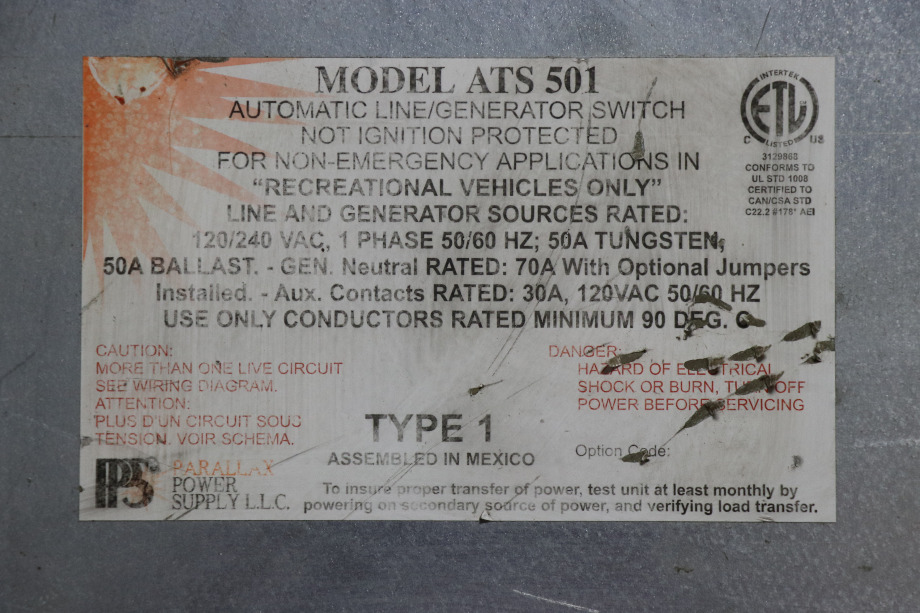 MODEL ATS 501
AUTOMATIC LINE/GENERATOR SWITCH
NOT IGNITION PROTECTED
FOR NON-EMERGENCY APPLICATIONS IN
“RECREATIONAL VEHICLES ONLY”
LINE AND GENERATOR SOURCES RATED:
120/240 VAC, 1 PHASE 50/60 HZ; 50A TUNGSTEN,
50A BALLAST. - GEN. Neutral RATED: 70A With Optional Jumpers
Installed. - Aux. Contacts RATED: 30A, 120VAC 50/60 HZ
USE ONLY CONDUCTORS RATED MINIMUM 90 DEG. C
INTERTEK
ETL
C LISTED US
3129868
CONFORMS TO
UL STD 1008
CERTIFIED TO
CAN/CSA STD
C22.2 #178* AEI
CAUTION:
MORE THAN ONE LIVE CIRCUIT
SEE WIRING DIAGRAM.
ATTENTION:
PLUS D'UN CIRCUIT SOUS
TENSION. VOIR SCHEMA.
DANGER:
HAZARD OF ELECTRICAL
SHOCK OR BURN, TURN OFF
POWER BEFORE SERVICING
TYPE 1
ASSEMBLED IN MEXICO
Option Code:
PPS
PARALLAX
POWER
SUPPLY L.L.C.
To insure proper transfer of power, test unit at least monthly by
powering on secondary source of power, and verifying load transfer.